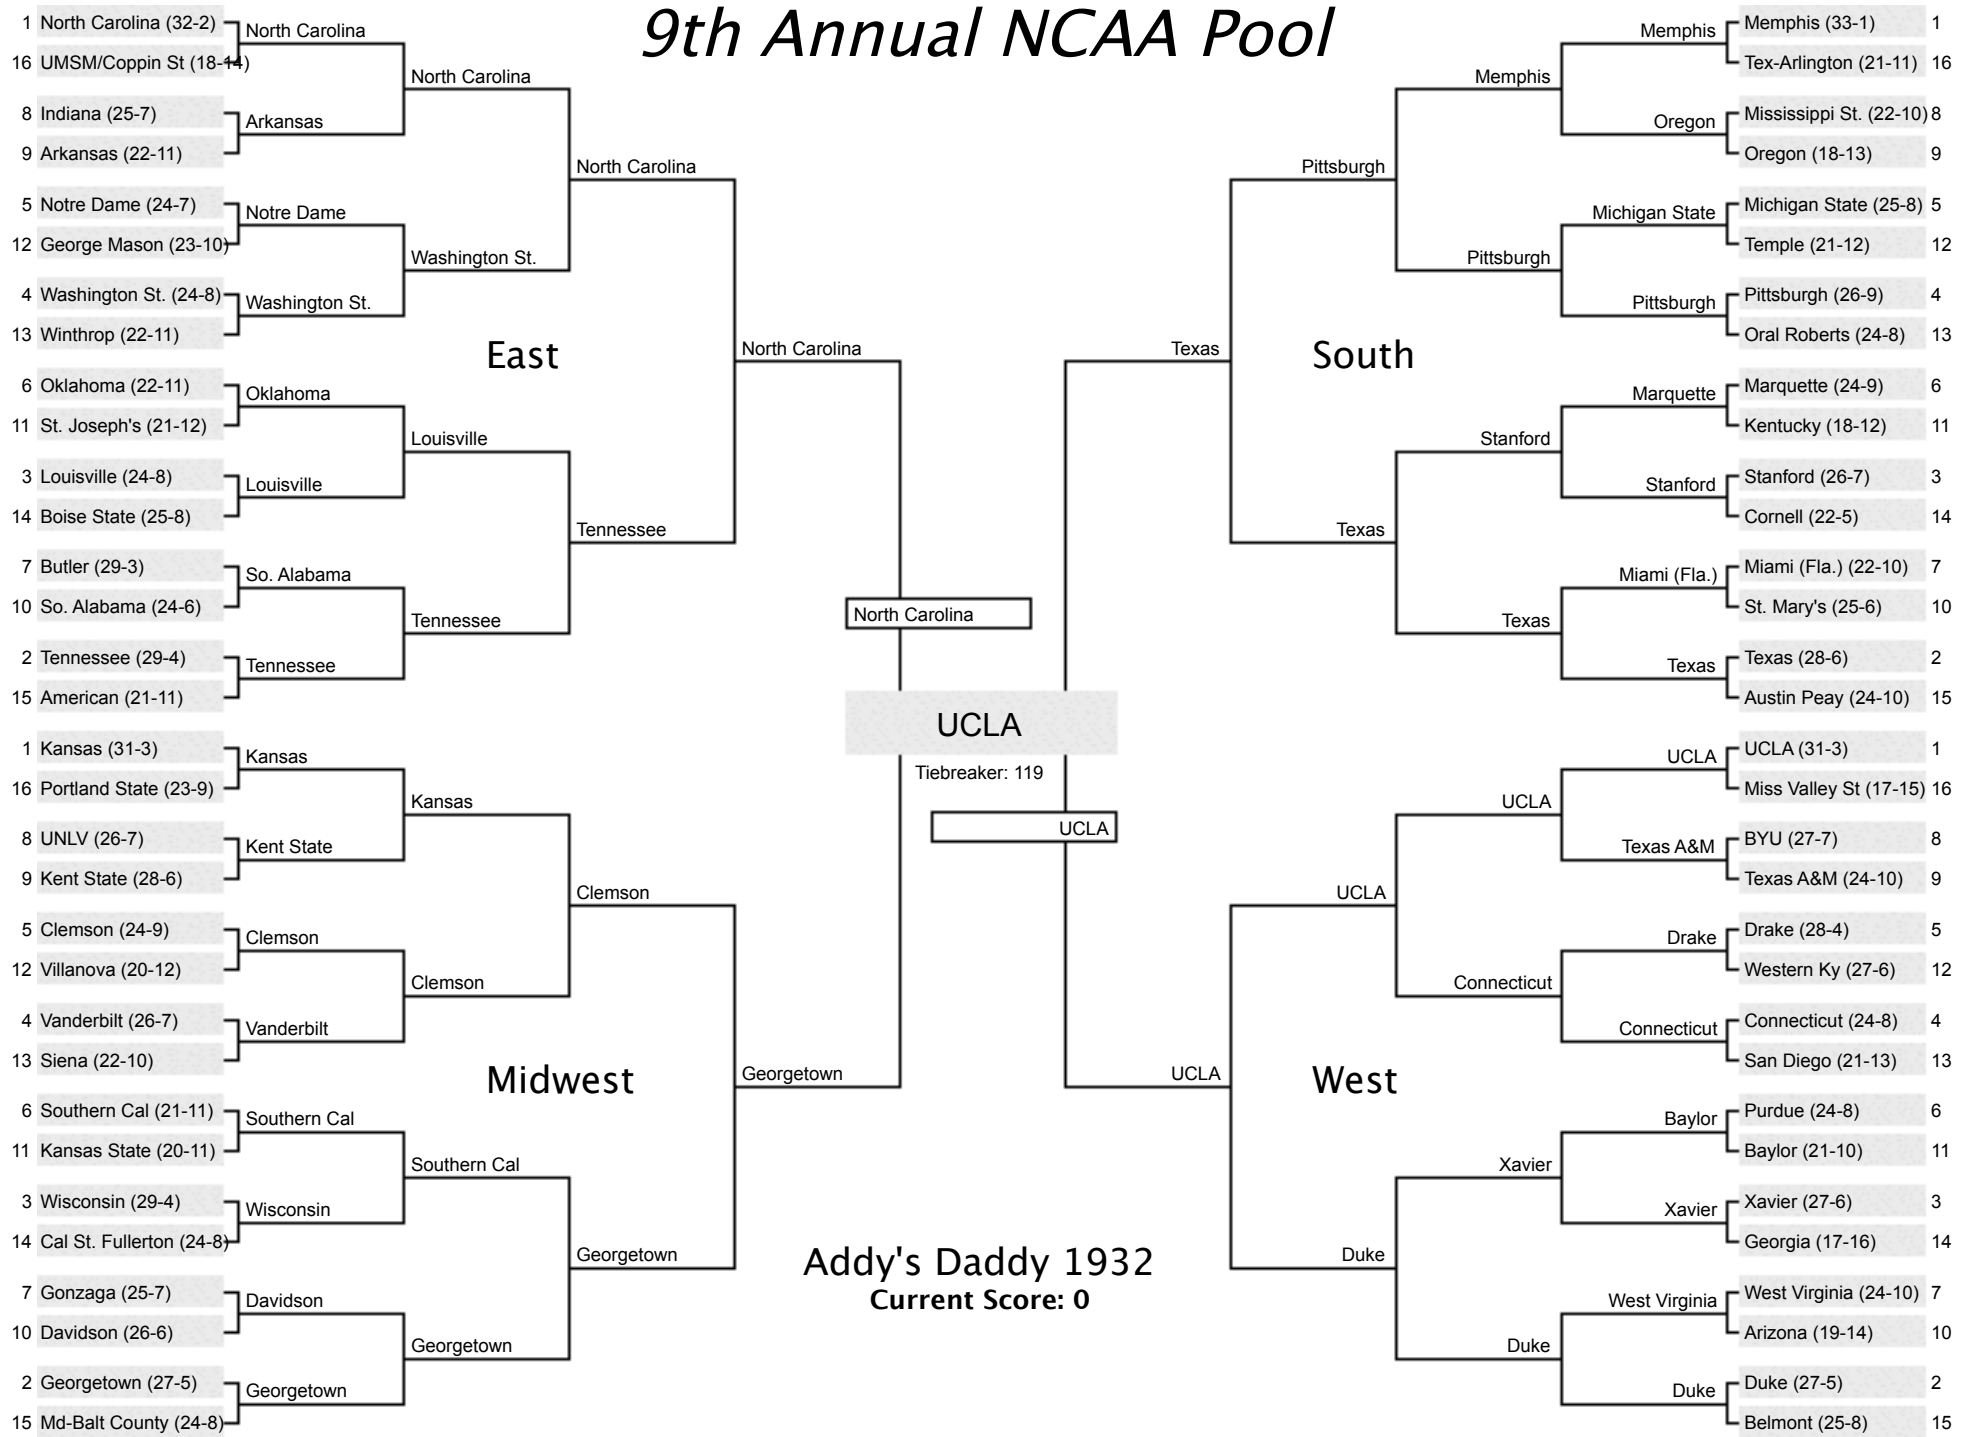 9th Annual NCAA Pool
1 North Carolina (32-2)
16 UMSM/Coppin St (18-14)
8 Indiana (25-7)
9 Arkansas (22-11)
5 Notre Dame (24-7)
12 George Mason (23-10)
4 Washington St. (24-8)
13 Winthrop (22-11)
6 Oklahoma (22-11)
11 St. Joseph's (21-12)
3 Louisville (24-8)
14 Boise State (25-8)
7 Butler (29-3)
10 So. Alabama (24-6)
2 Tennessee (29-4)
15 American (21-11)
North Carolina
Arkansas
Notre Dame
Washington St.
Oklahoma
Louisville
So. Alabama
Tennessee
North Carolina
Washington St.
Louisville
Tennessee
North Carolina
Tennessee
North Carolina
East
1 Kansas (31-3)
16 Portland State (23-9)
8 UNLV (26-7)
9 Kent State (28-6)
5 Clemson (24-9)
12 Villanova (20-12)
4 Vanderbilt (26-7)
13 Siena (22-10)
6 Southern Cal (21-11)
11 Kansas State (20-11)
3 Wisconsin (29-4)
14 Cal St. Fullerton (24-8)
7 Gonzaga (25-7)
10 Davidson (26-6)
2 Georgetown (27-5)
15 Md-Balt County (24-8)
Kansas
Kent State
Clemson
Vanderbilt
Southern Cal
Wisconsin
Davidson
Georgetown
Kansas
Clemson
Southern Cal
Georgetown
Clemson
Georgetown
Georgetown
Midwest
North Carolina
UCLA
Tiebreaker: 119
UCLA
Addy's Daddy 1932
Current Score: 0
Memphis (33-1) 1
Tex-Arlington (21-11) 16
Mississippi St. (22-10) 8
Oregon (18-13) 9
Michigan State (25-8) 5
Temple (21-12) 12
Pittsburgh (26-9) 4
Oral Roberts (24-8) 13
Marquette (24-9) 6
Kentucky (18-12) 11
Stanford (26-7) 3
Cornell (22-5) 14
Miami (Fla.) (22-10) 7
St. Mary's (25-6) 10
Texas (28-6) 2
Austin Peay (24-10) 15
Memphis
Oregon
Michigan State
Pittsburgh
Marquette
Stanford
Miami (Fla.)
Texas
Memphis
Pittsburgh
Stanford
Texas
Pittsburgh
Texas
Texas
South
UCLA (31-3) 1
Miss Valley St (17-15) 16
BYU (27-7) 8
Texas A&M (24-10) 9
Drake (28-4) 5
Western Ky (27-6) 12
Connecticut (24-8) 4
San Diego (21-13) 13
Purdue (24-8) 6
Baylor (21-10) 11
Xavier (27-6) 3
Georgia (17-16) 14
West Virginia (24-10) 7
Arizona (19-14) 10
Duke (27-5) 2
Belmont (25-8) 15
UCLA
Texas A&M
Drake
Connecticut
Baylor
Xavier
West Virginia
Duke
UCLA
Connecticut
Xavier
Duke
UCLA
Duke
UCLA
West